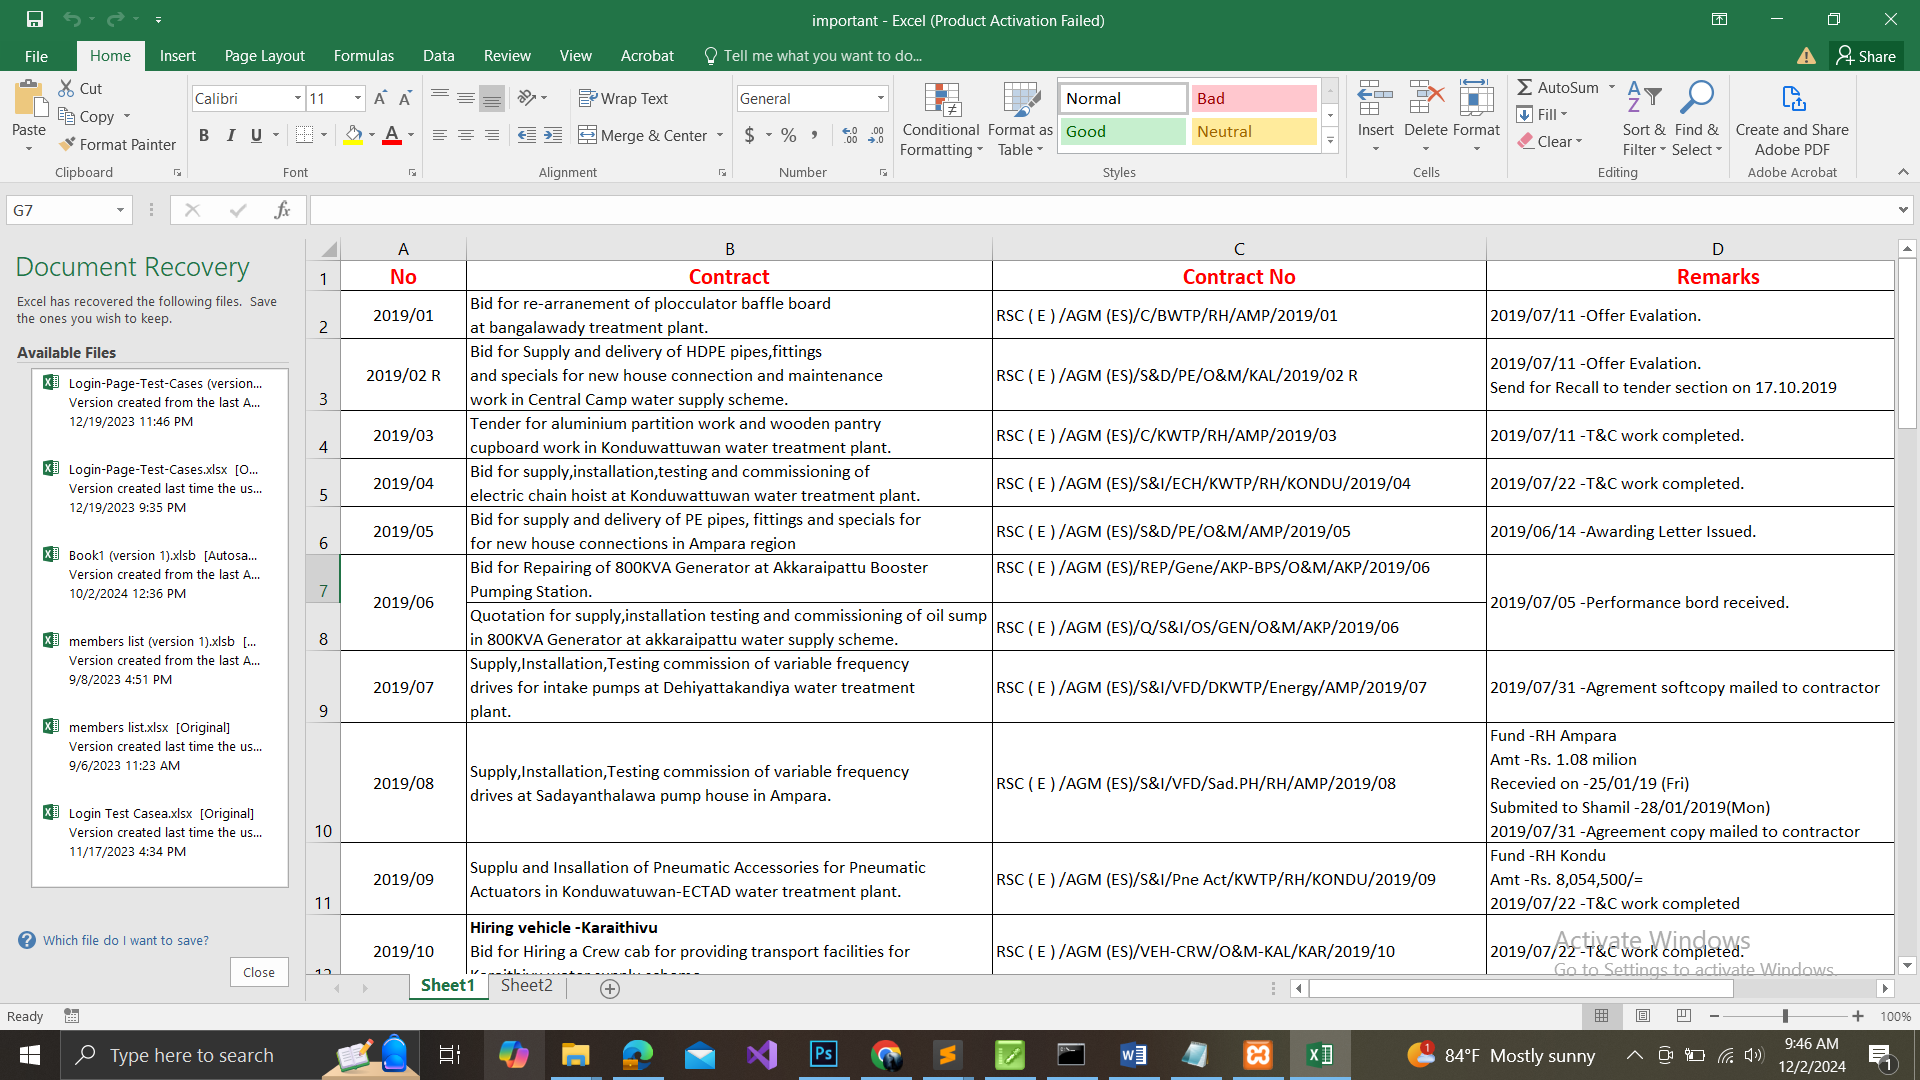 important - Excel (Product Activation Failed)
File Home Insert Page Layout Formulas Data Review View Acrobat Tell me what you want to do... Share
Paste
Cut
Copy
Format Painter
Clipboard
Calibri 11
B I U
Font
Wrap Text
Merge & Center
Alignment
General
$ % ,
Number
Conditional Formatting
Format as Table
Normal Bad
Good Neutral
Styles
Insert Delete Format
Cells
AutoSum
Fill
Clear
Sort & Filter
Find & Select
Editing
Create and Share Adobe PDF
Adobe Acrobat
G7 fx
Document Recovery
Excel has recovered the following files. Save
the ones you wish to keep.
Available Files
Login-Page-Test-Cases (version...
Version created from the last A...
12/19/2023 11:46 PM
Login-Page-Test-Cases.xlsx [O...
Version created last time the us...
12/19/2023 9:35 PM
Book1 (version 1).xlsb [Autosa...
Version created from the last A...
10/2/2024 12:36 PM
members list (version 1).xlsb [...
Version created from the last A...
9/8/2023 4:51 PM
members list.xlsx [Original]
Version created last time the us...
9/6/2023 11:23 AM
Login Test Casea.xlsx [Original]
Version created last time the us...
11/17/2023 4:34 PM
Which file do I want to save?
Close
A B C D
1 No Contract Contract No Remarks
2 2019/01
Bid for re-arranement of plocculator baffle board
at bangalawady treatment plant.
RSC ( E ) /AGM (ES)/C/BWTP/RH/AMP/2019/01
2019/07/11 -Offer Evalation.
3 2019/02 R
Bid for Supply and delivery of HDPE pipes,fittings
and specials for new house connection and maintenance
work in Central Camp water supply scheme.
RSC ( E ) /AGM (ES)/S&D/PE/O&M/KAL/2019/02 R
2019/07/11 -Offer Evalation.
Send for Recall to tender section on 17.10.2019
4 2019/03
Tender for aluminium partition work and wooden pantry
cupboard work in Konduwattuwan water treatment plant.
RSC ( E ) /AGM (ES)/C/KWTP/RH/AMP/2019/03
2019/07/11 -T&C work completed.
5 2019/04
Bid for supply,installation,testing and commissioning of
electric chain hoist at Konduwattuwan water treatment plant.
RSC ( E ) /AGM (ES)/S&I/ECH/KWTP/RH/KONDU/2019/04
2019/07/22 -T&C work completed.
6 2019/05
Bid for supply and delivery of PE pipes, fittings and specials for
for new house connections in Ampara region
RSC ( E ) /AGM (ES)/S&D/PE/O&M/AMP/2019/05
2019/06/14 -Awarding Letter Issued.
7 2019/06
Bid for Repairing of 800KVA Generator at Akkaraipattu Booster
Pumping Station.
RSC ( E ) /AGM (ES)/REP/Gene/AKP-BPS/O&M/AKP/2019/06
2019/07/05 -Performance bord received.
8
Quotation for supply,installation testing and commissioning of oil sump
in 800KVA Generator at akkaraipattu water supply scheme.
RSC ( E ) /AGM (ES)/Q/S&I/OS/GEN/O&M/AKP/2019/06
9 2019/07
Supply,Installation,Testing commission of variable frequency
drives for intake pumps at Dehiyattakandiya water treatment
plant.
RSC ( E ) /AGM (ES)/S&I/VFD/DKWTP/Energy/AMP/2019/07
2019/07/31 -Agrement softcopy mailed to contractor
10 2019/08
Supply,Installation,Testing commission of variable frequency
drives at Sadayanthalawa pump house in Ampara.
RSC ( E ) /AGM (ES)/S&I/VFD/Sad.PH/RH/AMP/2019/08
Fund -RH Ampara
Amt -Rs. 1.08 milion
Recevied on -25/01/19 (Fri)
Submited to Shamil -28/01/2019(Mon)
2019/07/31 -Agreement copy mailed to contractor
11 2019/09
Supplu and Insallation of Pneumatic Accessories for Pneumatic
Actuators in Konduwatuwan-ECTAD water treatment plant.
RSC ( E ) /AGM (ES)/S&I/Pne Act/KWTP/RH/KONDU/2019/09
Fund -RH Kondu
Amt -Rs. 8,054,500/=
2019/07/22 -T&C work completed
2019/10
Hiring vehicle -Karaithivu
Bid for Hiring a Crew cab for providing transport facilities for
RSC ( E ) /AGM (ES)/VEH-CRW/O&M-KAL/KAR/2019/10
2019/07/22 -T&C work completed.
Activate Windows
Go to Settings to activate Windows.
Sheet1 Sheet2
Ready 100%
Type here to search
84°F Mostly sunny
9:46 AM
12/2/2024
1